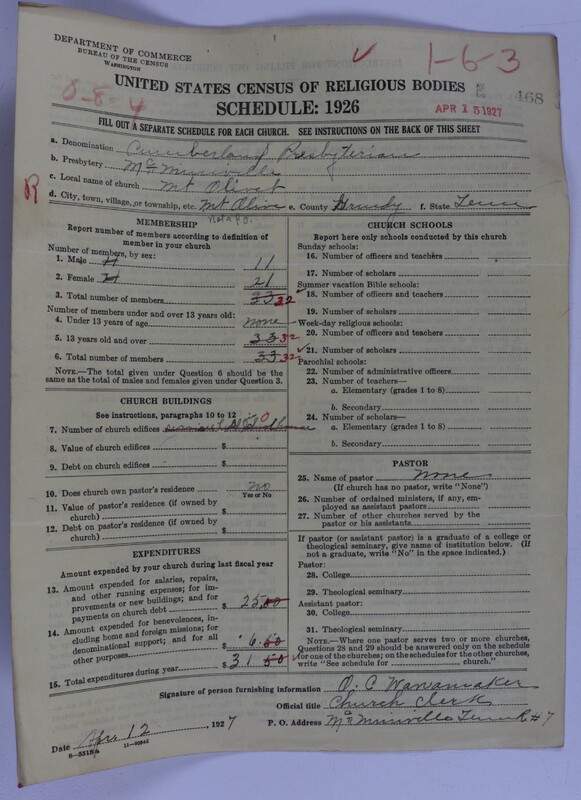 DEPARTMENT OF COMMERCE
BUREAU OF THE CENSUS
WASHINGTON
1-6-3
8-8-4
UNITED STATES CENSUS OF RELIGIOUS BODIES
468
SCHEDULE: 1926
APR 15 1927
FILL OUT A SEPARATE SCHEDULE FOR EACH CHURCH. SEE INSTRUCTIONS ON THE BACK OF THIS SHEET
a. Denomination Cumberland Presbyterian
b. Presbytery McMinnville
c. Local name of church Mt Olivet
R
d. City, town, village, or township, etc. Mt Olive e. County Grundy f. State Tenn
Not a P.O.
MEMBERSHIP
Report number of members according to definition of
member in your church
Number of members, by sex:
1. Male 11
2. Female 21
3. Total number of members 33 32
Number of members under and over 13 years old:
4. Under 13 years of age none
5. 13 years old and over 33 32
6. Total number of members 33 32
NOTE.—The total given under Question 6 should be
the same as the total of males and females given under Question 3.
CHURCH BUILDINGS
See instructions, paragraphs 10 to 12
7. Number of church edifices 0
8. Value of church edifices $
9. Debt on church edifices $
10. Does church own pastor's residence no
Yes or No
11. Value of pastor's residence (if owned by
church) $
12. Debt on pastor's residence (if owned by
church) $
EXPENDITURES
Amount expended by your church during last fiscal year
13. Amount expended for salaries, repairs,
and other running expenses; for im-
provements or new buildings; and for
payments on church debt $ 25.00
14. Amount expended for benevolences, in-
cluding home and foreign missions; for
denominational support; and for all
other purposes $ 6.50
15. Total expenditures during year $ 31 50
CHURCH SCHOOLS
Report here only schools conducted by this church
Sunday schools:
16. Number of officers and teachers
17. Number of scholars
Summer vacation Bible schools:
18. Number of officers and teachers
19. Number of scholars
Week-day religious schools:
20. Number of officers and teachers
21. Number of scholars
Parochial schools:
22. Number of administrative officers
23. Number of teachers—
a. Elementary (grades 1 to 8)
b. Secondary
24. Number of scholars—
a. Elementary (grades 1 to 8)
b. Secondary
PASTOR
25. Name of pastor None
(If church has no pastor, write "None")
26. Number of ordained ministers, if any, em-
ployed as assistant pastors
27. Number of other churches served by the
pastor or his assistants
If pastor (or assistant pastor) is a graduate of a college or
theological seminary, give name of institution below. (If
not a graduate, write "No" in the space indicated.)
Pastor:
28. College
29. Theological seminary
Assistant pastor:
30. College
31. Theological seminary
NOTE.—Where one pastor serves two or more churches,
Questions 28 and 29 should be answered only on the schedule
for one of the churches; on the schedules for the other churches,
write "See schedule for church."
Signature of person furnishing information O. C Wanamaker
Official title Church Clerk
Date Apr. 12, 1927 P. O. Address McMinnville Tenn R #7